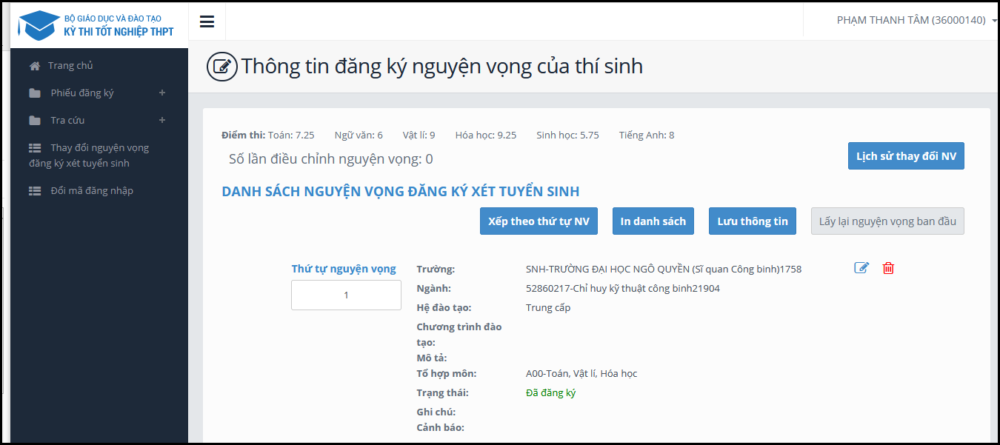 BỘ GIÁO DỤC VÀ ĐÀO TẠO
KỲ THI TỐT NGHIỆP THPT
PHẠM THANH TÂM (36000140)
Trang chủ
Phiếu đăng ký
Tra cứu
Thay đổi nguyện vọng
đăng ký xét tuyển sinh
Đổi mã đăng nhập
Thông tin đăng ký nguyện vọng của thí sinh
Điểm thi: Toán: 7.25 Ngữ văn: 6 Vật lí: 9 Hóa học: 9.25 Sinh học: 5.75 Tiếng Anh: 8
Số lần điều chỉnh nguyện vọng: 0
Lịch sử thay đổi NV
DANH SÁCH NGUYỆN VỌNG ĐĂNG KÝ XÉT TUYỂN SINH
Xếp theo thứ tự NV In danh sách Lưu thông tin Lấy lại nguyện vọng ban đầu
Thứ tự nguyện vọng
1
Trường: SNH-TRƯỜNG ĐẠI HỌC NGÔ QUYỀN (Sĩ quan Công binh)1758
Ngành: 52860217-Chỉ huy kỹ thuật công binh21904
Hệ đào tạo: Trung cấp
Chương trình đào
tạo:
Mô tả:
Tổ hợp môn: A00-Toán, Vật lí, Hóa học
Trạng thái: Đã đăng ký
Ghi chú:
Cảnh báo: